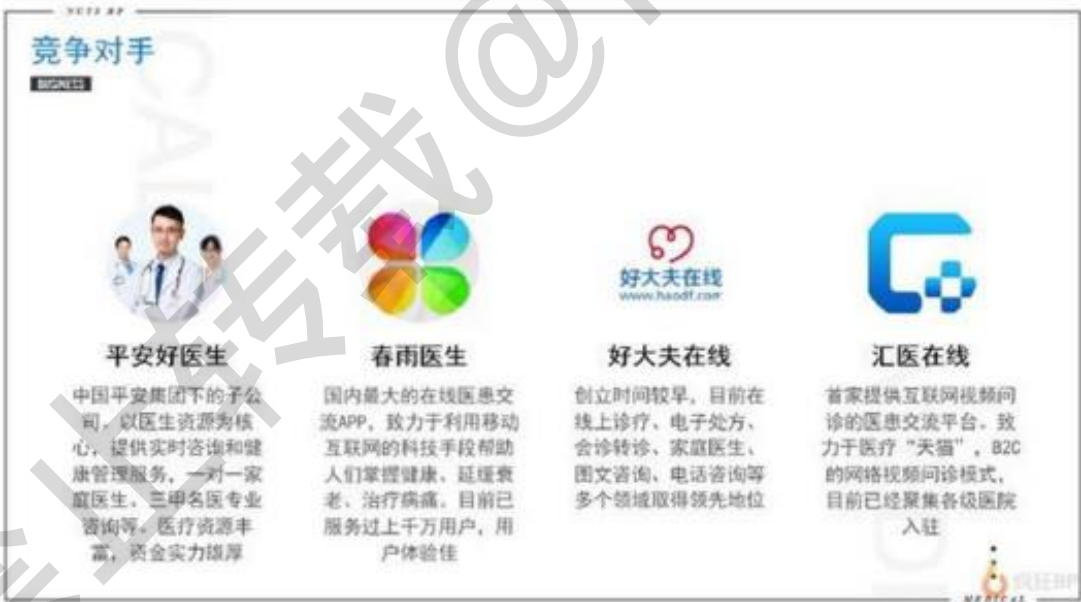 竞争对手
BUSINESS
好大夫在线
www.haodf.com
平安好医生
中国平安集团下的子公
司，以医生资源为核
心，提供实时咨询和健
康管理服务，一对一家
庭医生、三甲名医专业
咨询等。医疗资源丰
富，资金实力雄厚
春雨医生
国内最大的在线医患交
流APP，致力于利用移动
互联网的科技手段帮助
人们掌握健康、延缓衰
老、治疗病痛。目前已
服务过上千万用户，用
户体验佳
好大夫在线
创立时间较早，目前在
线上诊疗、电子处方、
会诊转诊、家庭医生、
图文咨询、电话咨询等
多个领域取得领先地位
汇医在线
首家提供互联网视频问
诊的医患交流平台。致
力于医疗“天猫”，B2C
的网络视频问诊模式，
目前已经聚集各级医院
入驻
疯狂BP
MEDICAL